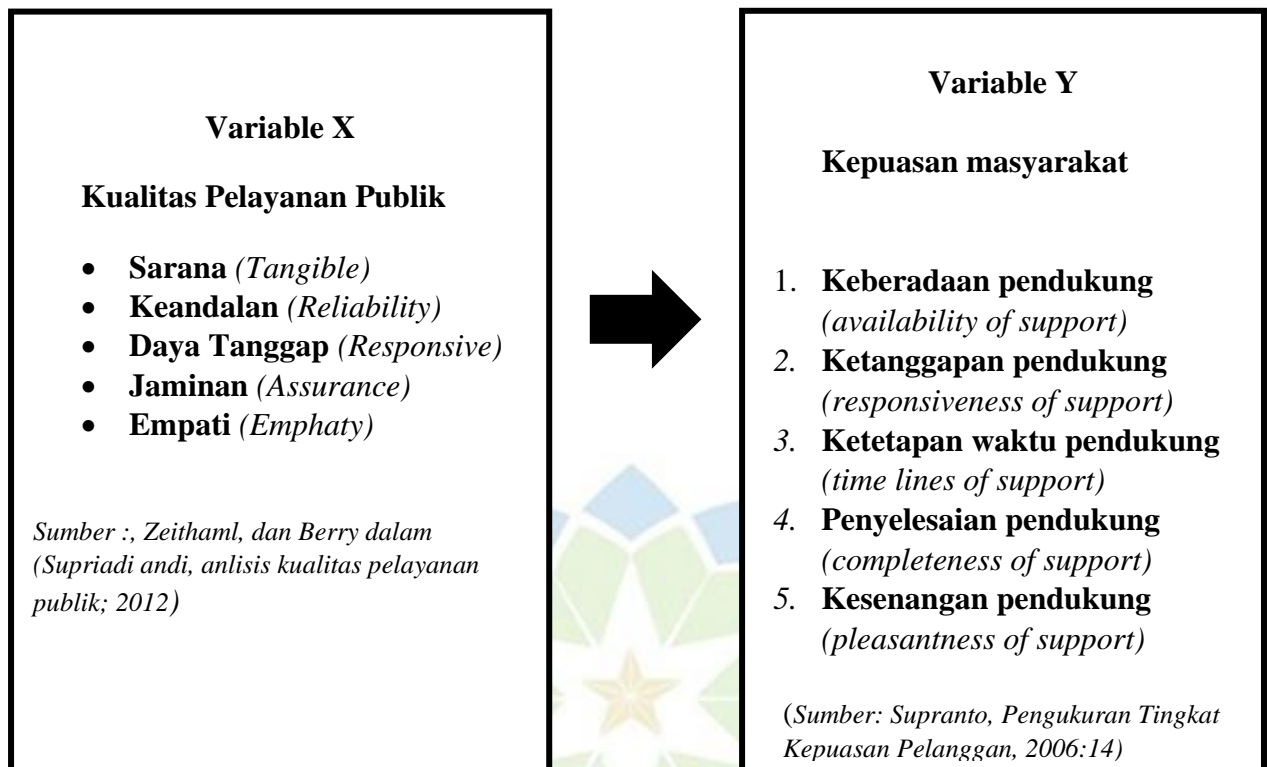 Variable X
Kualitas Pelayanan Publik
• Sarana (Tangible)
• Keandalan (Reliability)
• Daya Tanggap (Responsive)
• Jaminan (Assurance)
• Empati (Emphaty)
Sumber :, Zeithaml, dan Berry dalam
(Supriadi andi, anlisis kualitas pelayanan
publik; 2012)
Variable Y
Kepuasan masyarakat
1. Keberadaan pendukung
(availability of support)
2. Ketanggapan pendukung
(responsiveness of support)
3. Ketetapan waktu pendukung
(time lines of support)
4. Penyelesaian pendukung
(completeness of support)
5. Kesenangan pendukung
(pleasantness of support)
(Sumber: Supranto, Pengukuran Tingkat
Kepuasan Pelanggan, 2006:14)